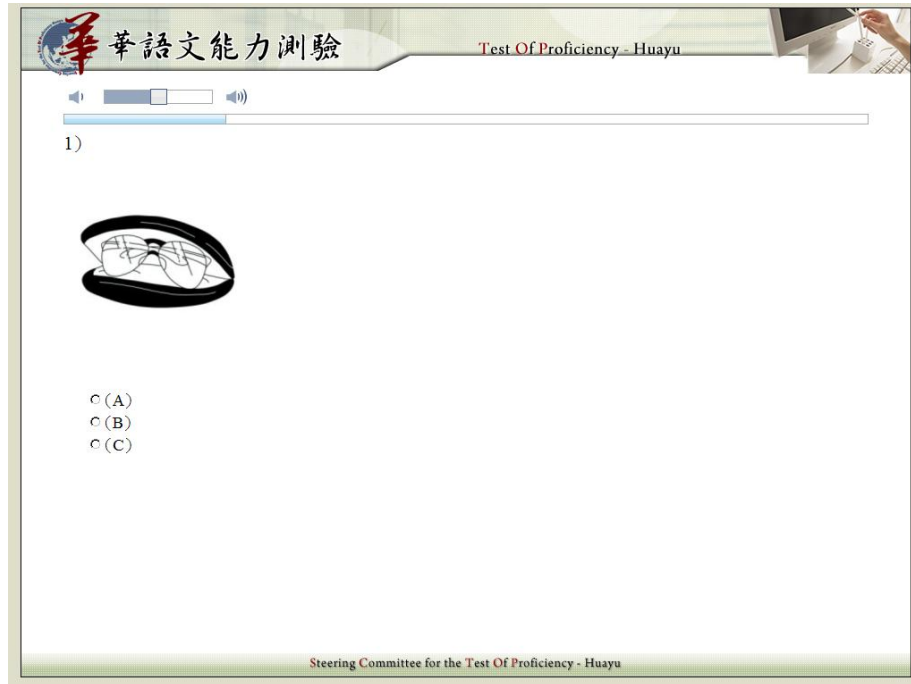 華 華語文能力測驗
Test Of Proficiency - Huayu
1)
(A)
(B)
(C)
Steering Committee for the Test Of Proficiency - Huayu